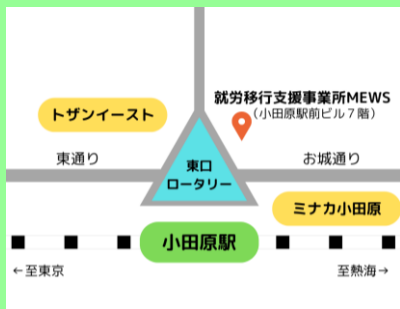 就労移行支援事業所MEWS
（小田原駅前ビル７階）
トザンイースト
東通り
東口
ロータリー
お城通り
ミナカ小田原
小田原駅
←至東京
至熱海→